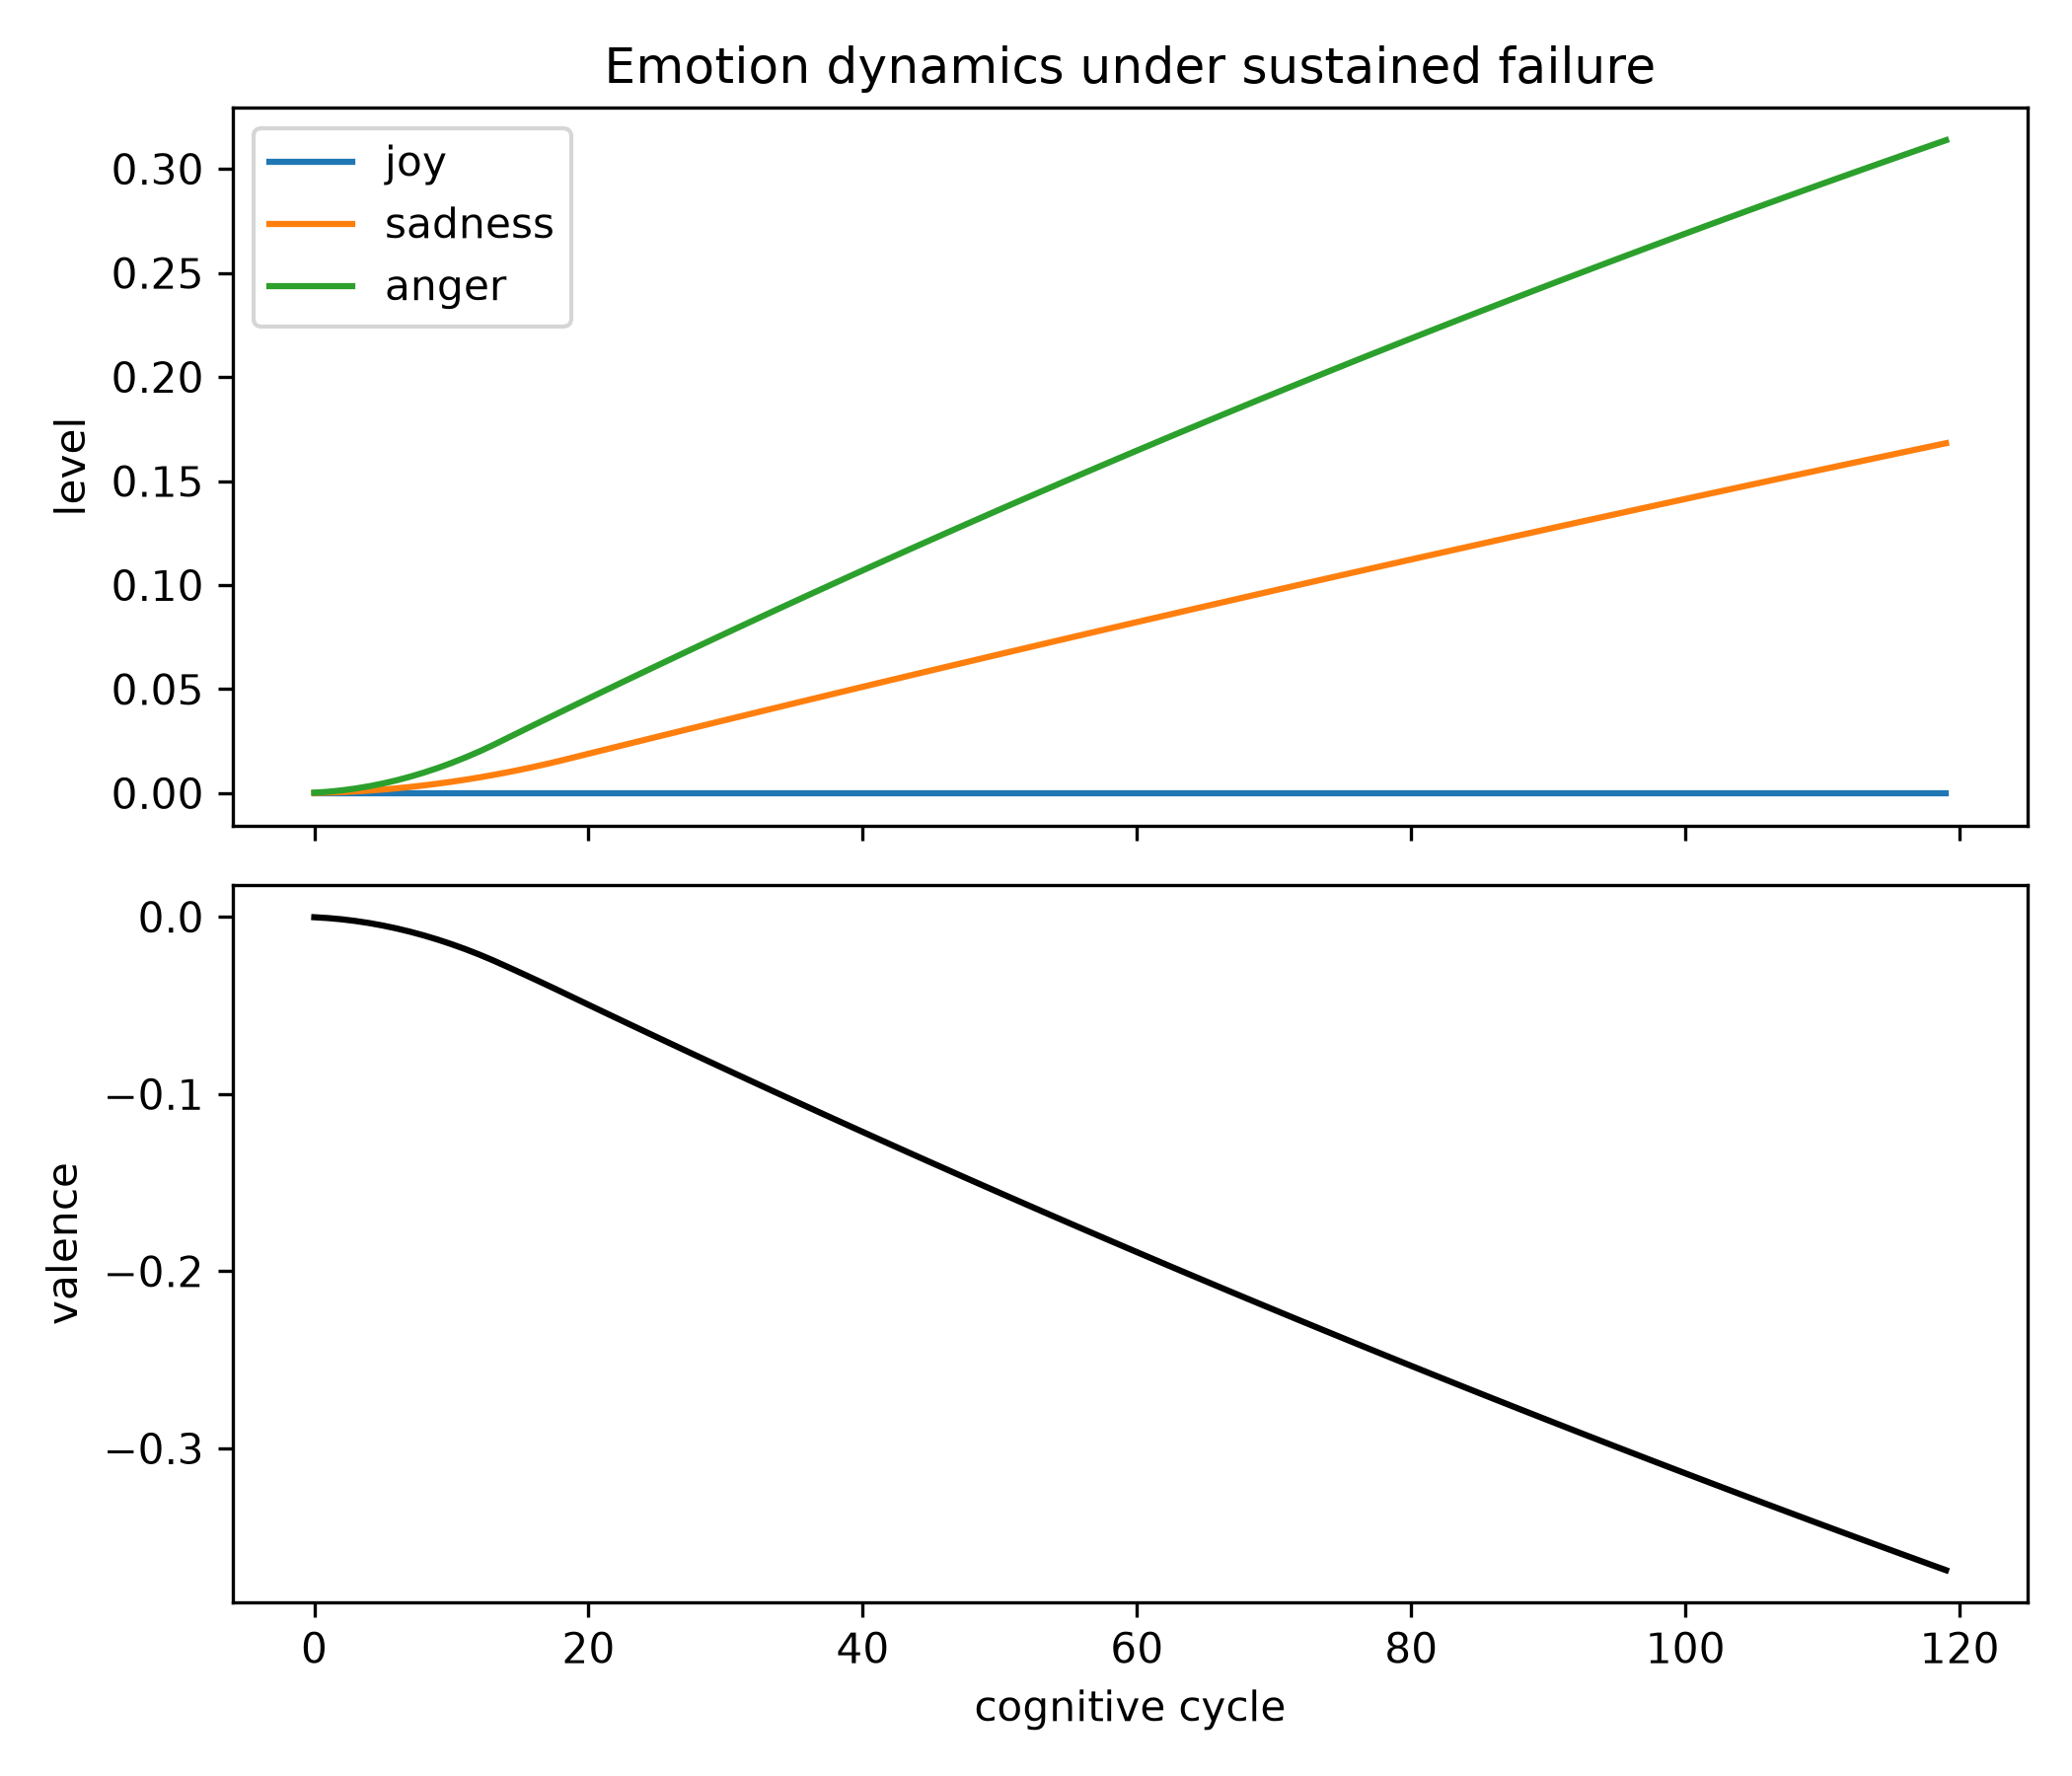 Emotion dynamics under sustained failure
joy
sadness
anger
0.30
0.25
0.20
0.15
0.10
0.05
0.00
level
0.0
−0.1
−0.2
−0.3
valence
0 20 40 60 80 100 120
cognitive cycle